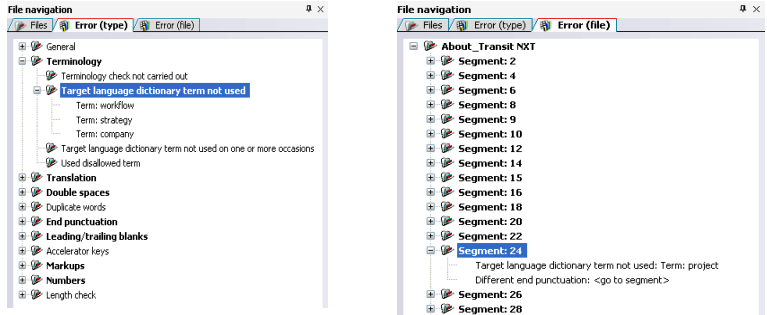 File navigation
Files
Error (type)
Error (file)
General
Terminology
Terminology check not carried out
Target language dictionary term not used
Term: workflow
Term: strategy
Term: company
Target language dictionary term not used on one or more occasions
Used disallowed term
Translation
Double spaces
Duplicate words
End punctuation
Leading/trailing blanks
Accelerator keys
Markups
Numbers
Length check
File navigation
Files
Error (type)
Error (file)
About_Transit NXT
Segment: 2
Segment: 4
Segment: 6
Segment: 8
Segment: 9
Segment: 10
Segment: 12
Segment: 14
Segment: 15
Segment: 16
Segment: 18
Segment: 20
Segment: 22
Segment: 24
Target language dictionary term not used: Term: project
Different end punctuation: <go to segment>
Segment: 26
Segment: 28